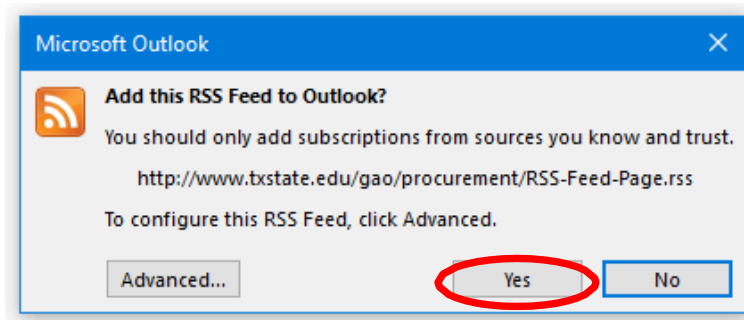 Microsoft Outlook
Add this RSS Feed to Outlook?
You should only add subscriptions from sources you know and trust.
http://www.txstate.edu/gao/procurement/RSS-Feed-Page.rss
To configure this RSS Feed, click Advanced.
Advanced... Yes No